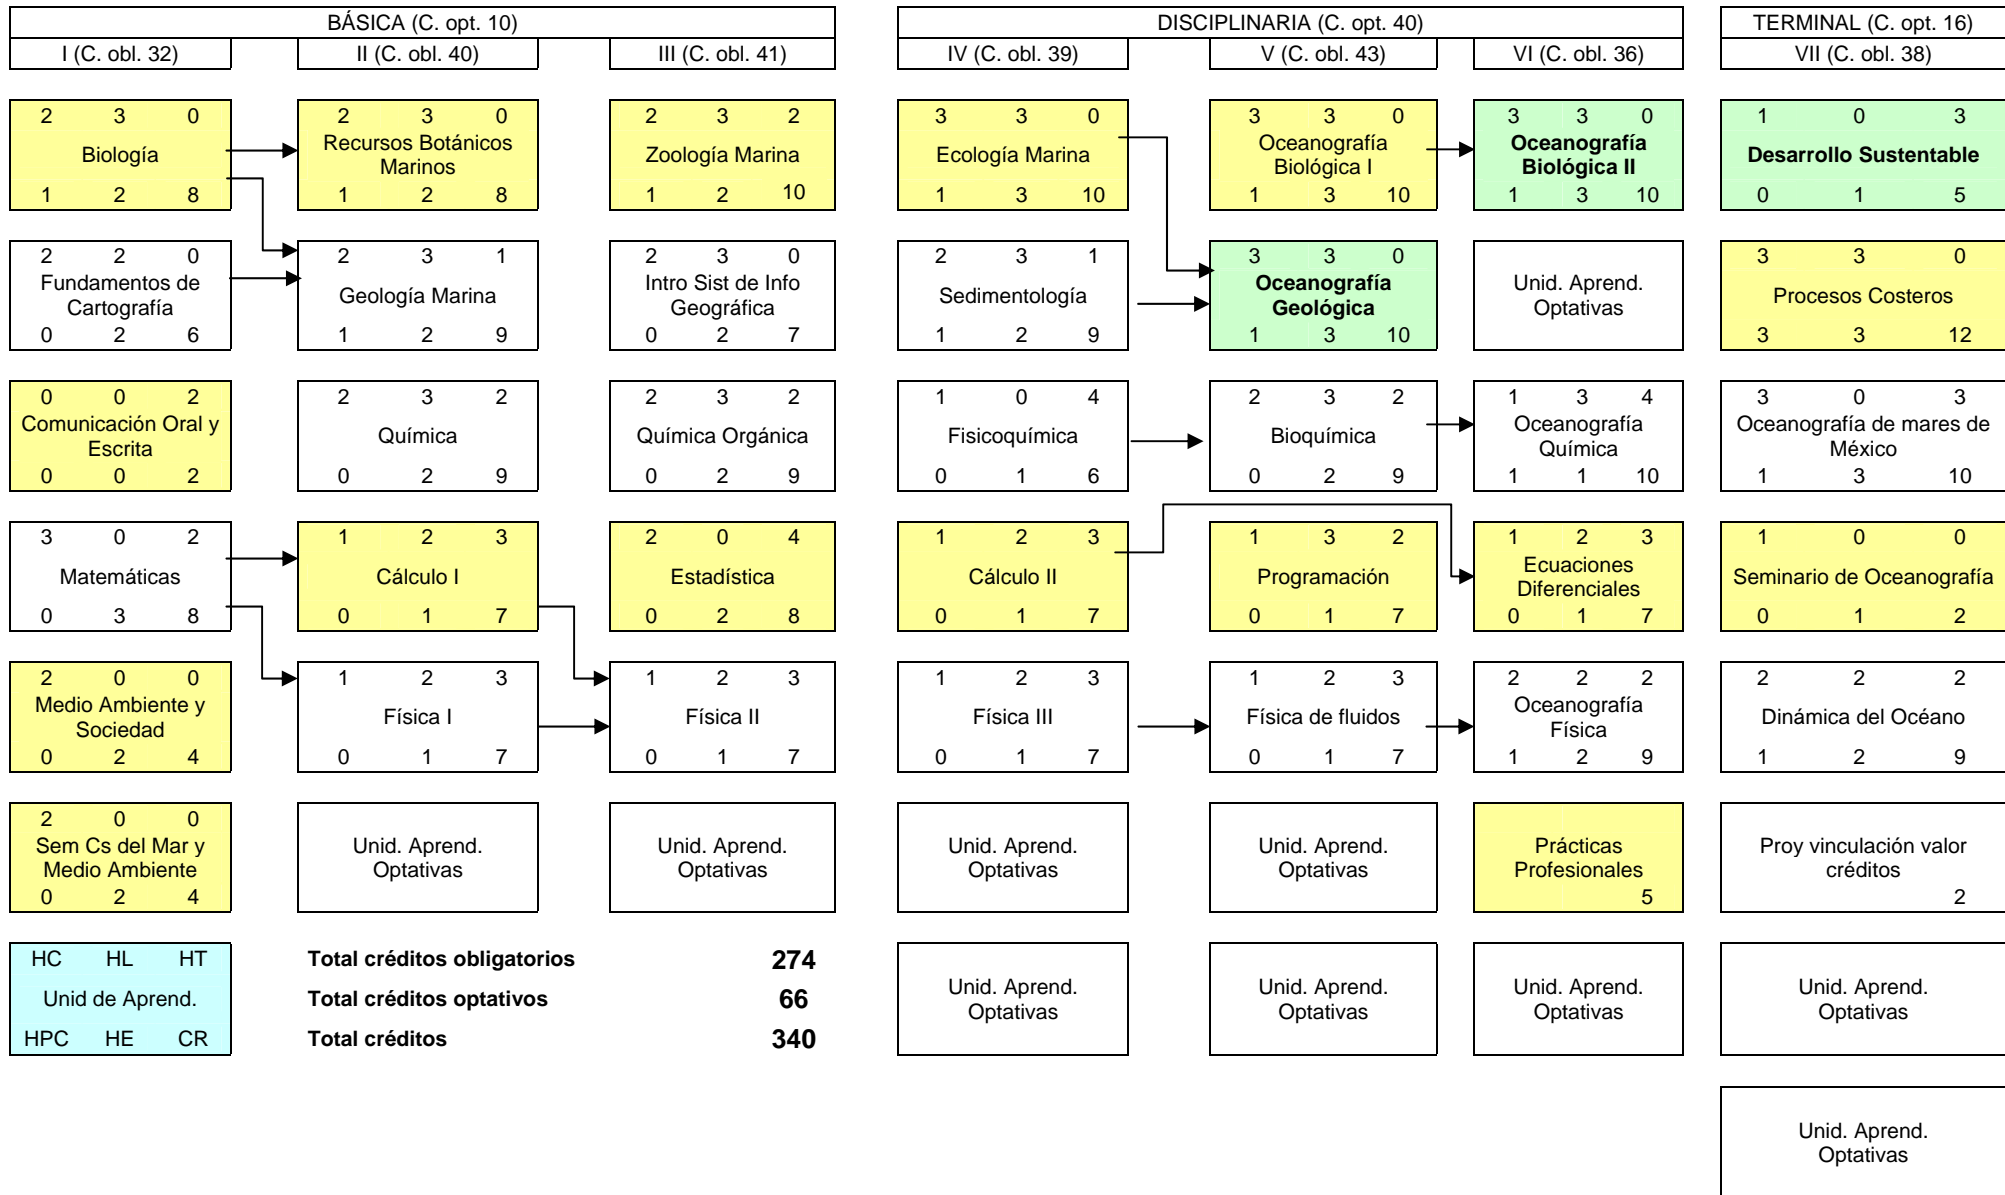 BÁSICA (C. opt. 10)
DISCIPLINARIA (C. opt. 40)
TERMINAL (C. opt. 16)
I (C. obl. 32)
II (C. obl. 40)
III (C. obl. 41)
IV (C. obl. 39)
V (C. obl. 43)
VI (C. obl. 36)
VII (C. obl. 38)
2 3 0
Biología
1 2 8
2 3 0
Recursos Botánicos
Marinos
1 2 8
2 3 2
Zoología Marina
1 2 10
3 3 0
Ecología Marina
1 3 10
3 3 0
Oceanografía
Biológica I
1 3 10
3 3 0
Oceanografía
Biológica II
1 3 10
1 0 3
Desarrollo Sustentable
0 1 5
2 2 0
Fundamentos de
Cartografía
0 2 6
2 3 1
Geología Marina
1 2 9
2 3 0
Intro Sist de Info
Geográfica
0 2 7
2 3 1
Sedimentología
1 2 9
3 3 0
Oceanografía
Geológica
1 3 10
Unid. Aprend.
Optativas
3 3 0
Procesos Costeros
3 3 12
0 0 2
Comunicación Oral y
Escrita
0 0 2
2 3 2
Química
0 2 9
2 3 2
Química Orgánica
0 2 9
1 0 4
Fisicoquímica
0 1 6
2 3 2
Bioquímica
0 2 9
1 3 4
Oceanografía
Química
1 1 10
3 0 3
Oceanografía de mares de
México
1 3 10
3 0 2
Matemáticas
0 3 8
1 2 3
Cálculo I
0 1 7
2 0 4
Estadística
0 2 8
1 2 3
Cálculo II
0 1 7
1 3 2
Programación
0 1 7
1 2 3
Ecuaciones
Diferenciales
0 1 7
1 0 0
Seminario de Oceanografía
0 1 2
2 0 0
Medio Ambiente y
Sociedad
0 2 4
1 2 3
Física I
0 1 7
1 2 3
Física II
0 1 7
1 2 3
Física III
0 1 7
1 2 3
Física de fluidos
0 1 7
2 2 2
Oceanografía
Física
1 2 9
2 2 2
Dinámica del Océano
1 2 9
2 0 0
Sem Cs del Mar y
Medio Ambiente
0 2 4
Unid. Aprend.
Optativas
Unid. Aprend.
Optativas
Unid. Aprend.
Optativas
Unid. Aprend.
Optativas
Prácticas
Profesionales
5
Proy vinculación valor
créditos
2
HC HL HT
Unid de Aprend.
HPC HE CR
Total créditos obligatorios 274
Total créditos optativos 66
Total créditos 340
Unid. Aprend.
Optativas
Unid. Aprend.
Optativas
Unid. Aprend.
Optativas
Unid. Aprend.
Optativas
Unid. Aprend.
Optativas